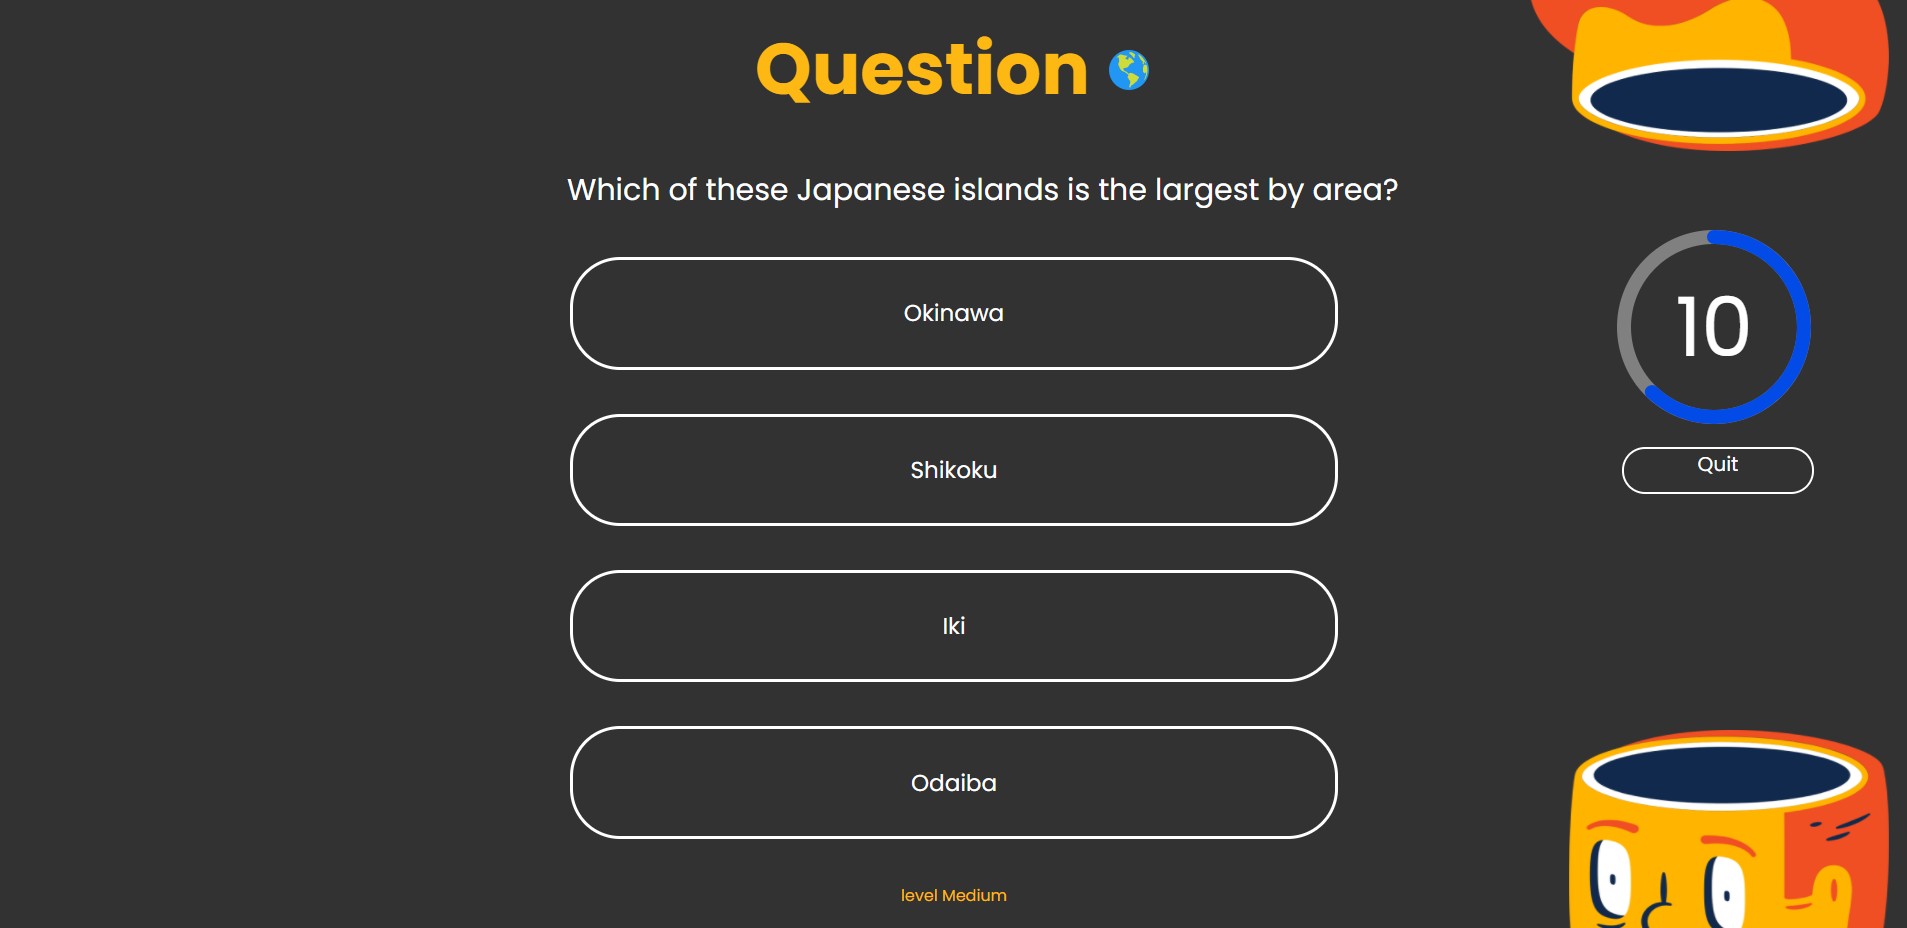 Question
Which of these Japanese islands is the largest by area?
Okinawa
10
Shikoku
Quit
Iki
Odaiba
level Medium